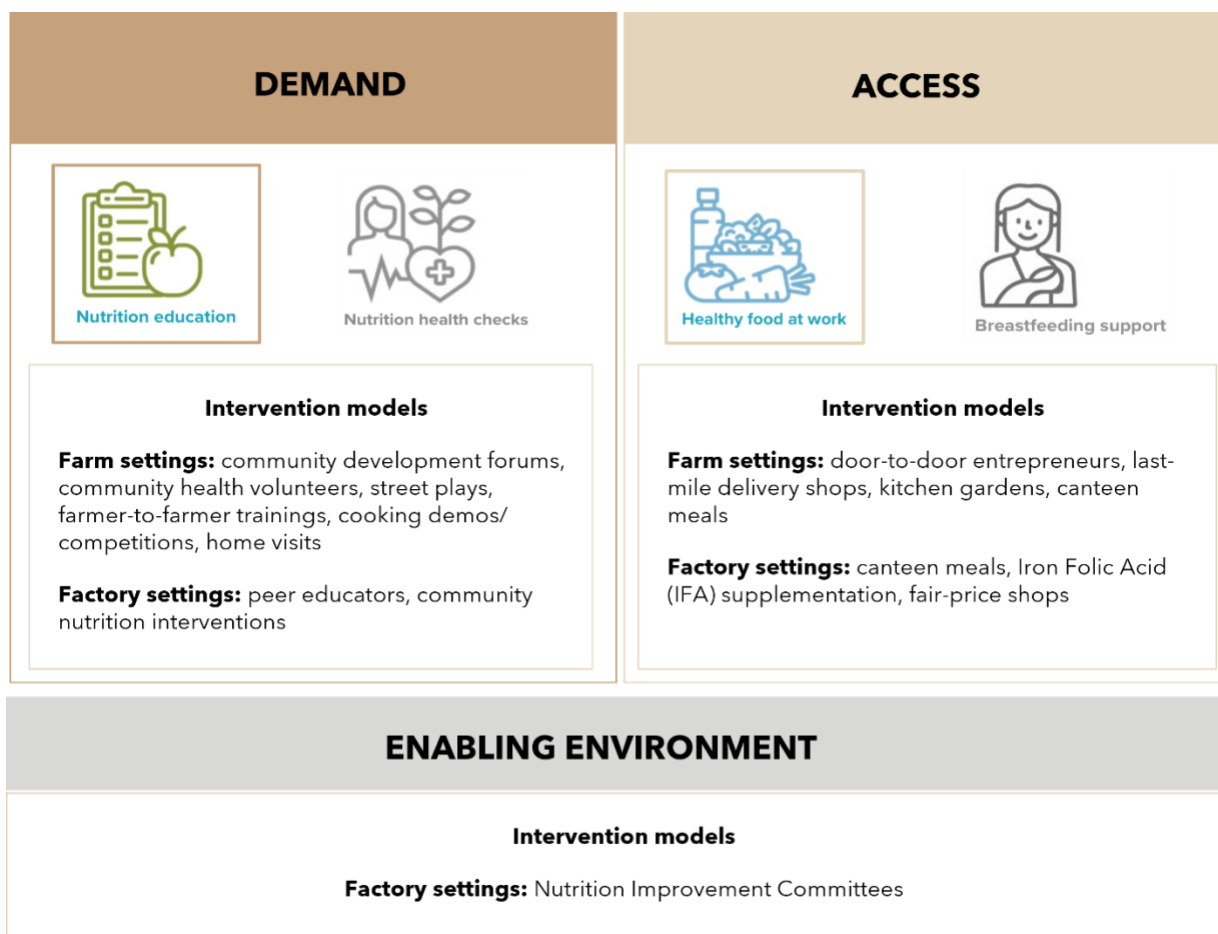 DEMAND
Nutrition education
Nutrition health checks
Intervention models
Farm settings: community development forums,
community health volunteers, street plays,
farmer-to-farmer trainings, cooking demos/
competitions, home visits
Factory settings: peer educators, community
nutrition interventions
ACCESS
Healthy food at work
Breastfeeding support
Intervention models
Farm settings: door-to-door entrepreneurs, last-
mile delivery shops, kitchen gardens, canteen
meals
Factory settings: canteen meals, Iron Folic Acid
(IFA) supplementation, fair-price shops
ENABLING ENVIRONMENT
Intervention models
Factory settings: Nutrition Improvement Committees